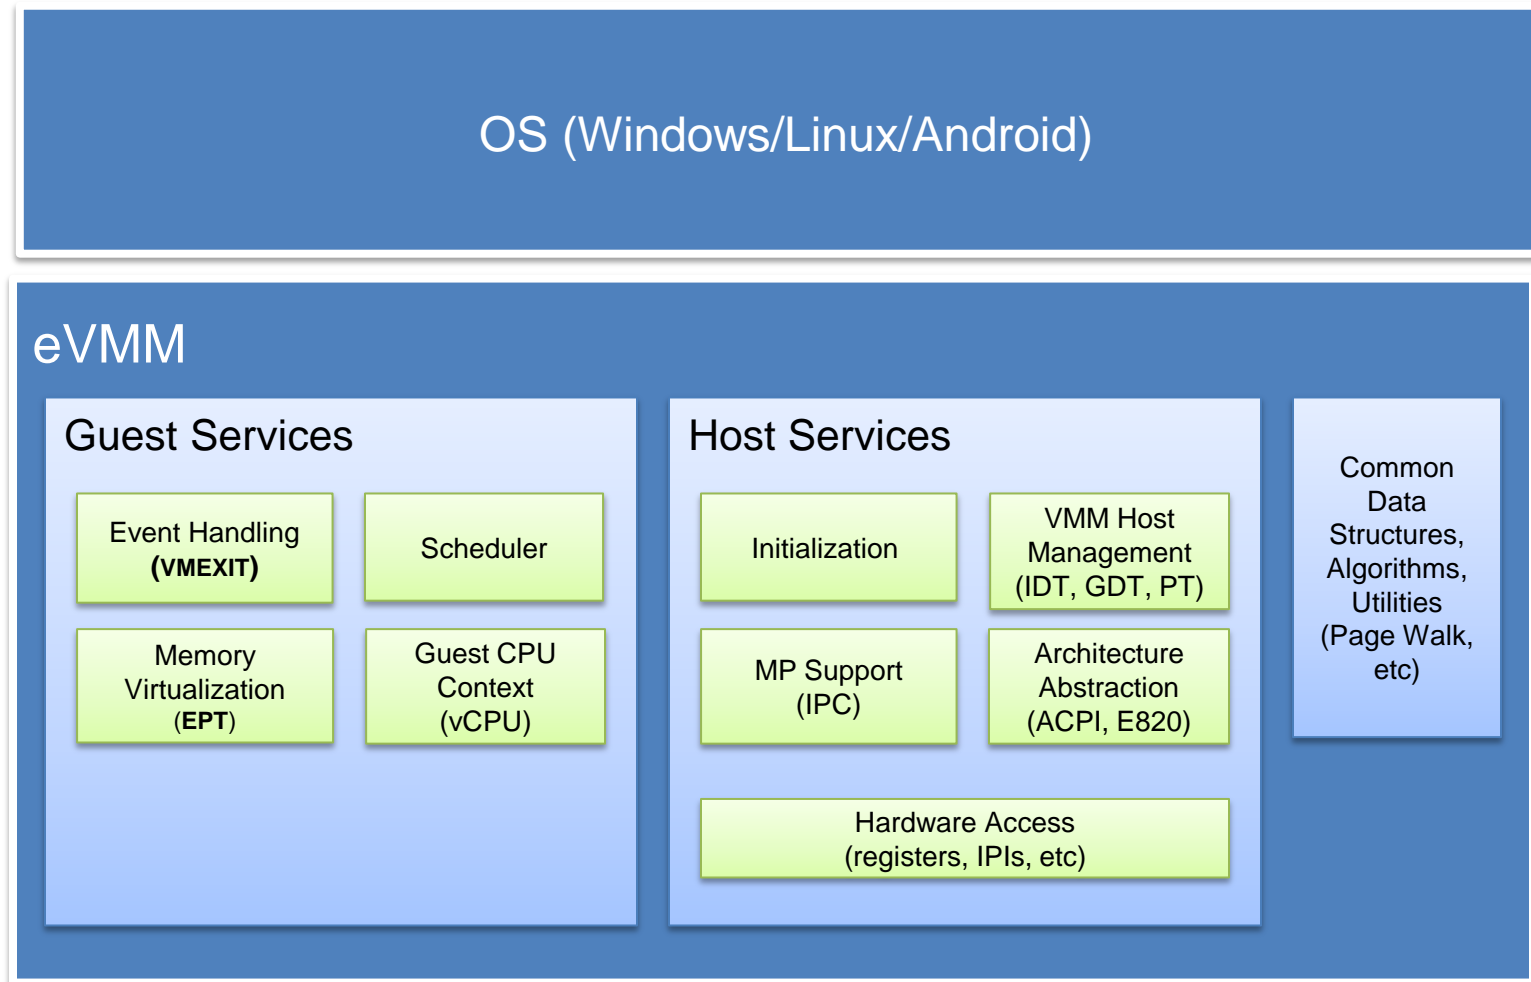 OS (Windows/Linux/Android)
eVMM
Guest Services
Event Handling
(VMEXIT)
Scheduler
Memory
Virtualization
(EPT)
Guest CPU
Context
(vCPU)
Host Services
Initialization
VMM Host
Management
(IDT, GDT, PT)
MP Support
(IPC)
Architecture
Abstraction
(ACPI, E820)
Hardware Access
(registers, IPIs, etc)
Common
Data
Structures,
Algorithms,
Utilities
(Page Walk,
etc)